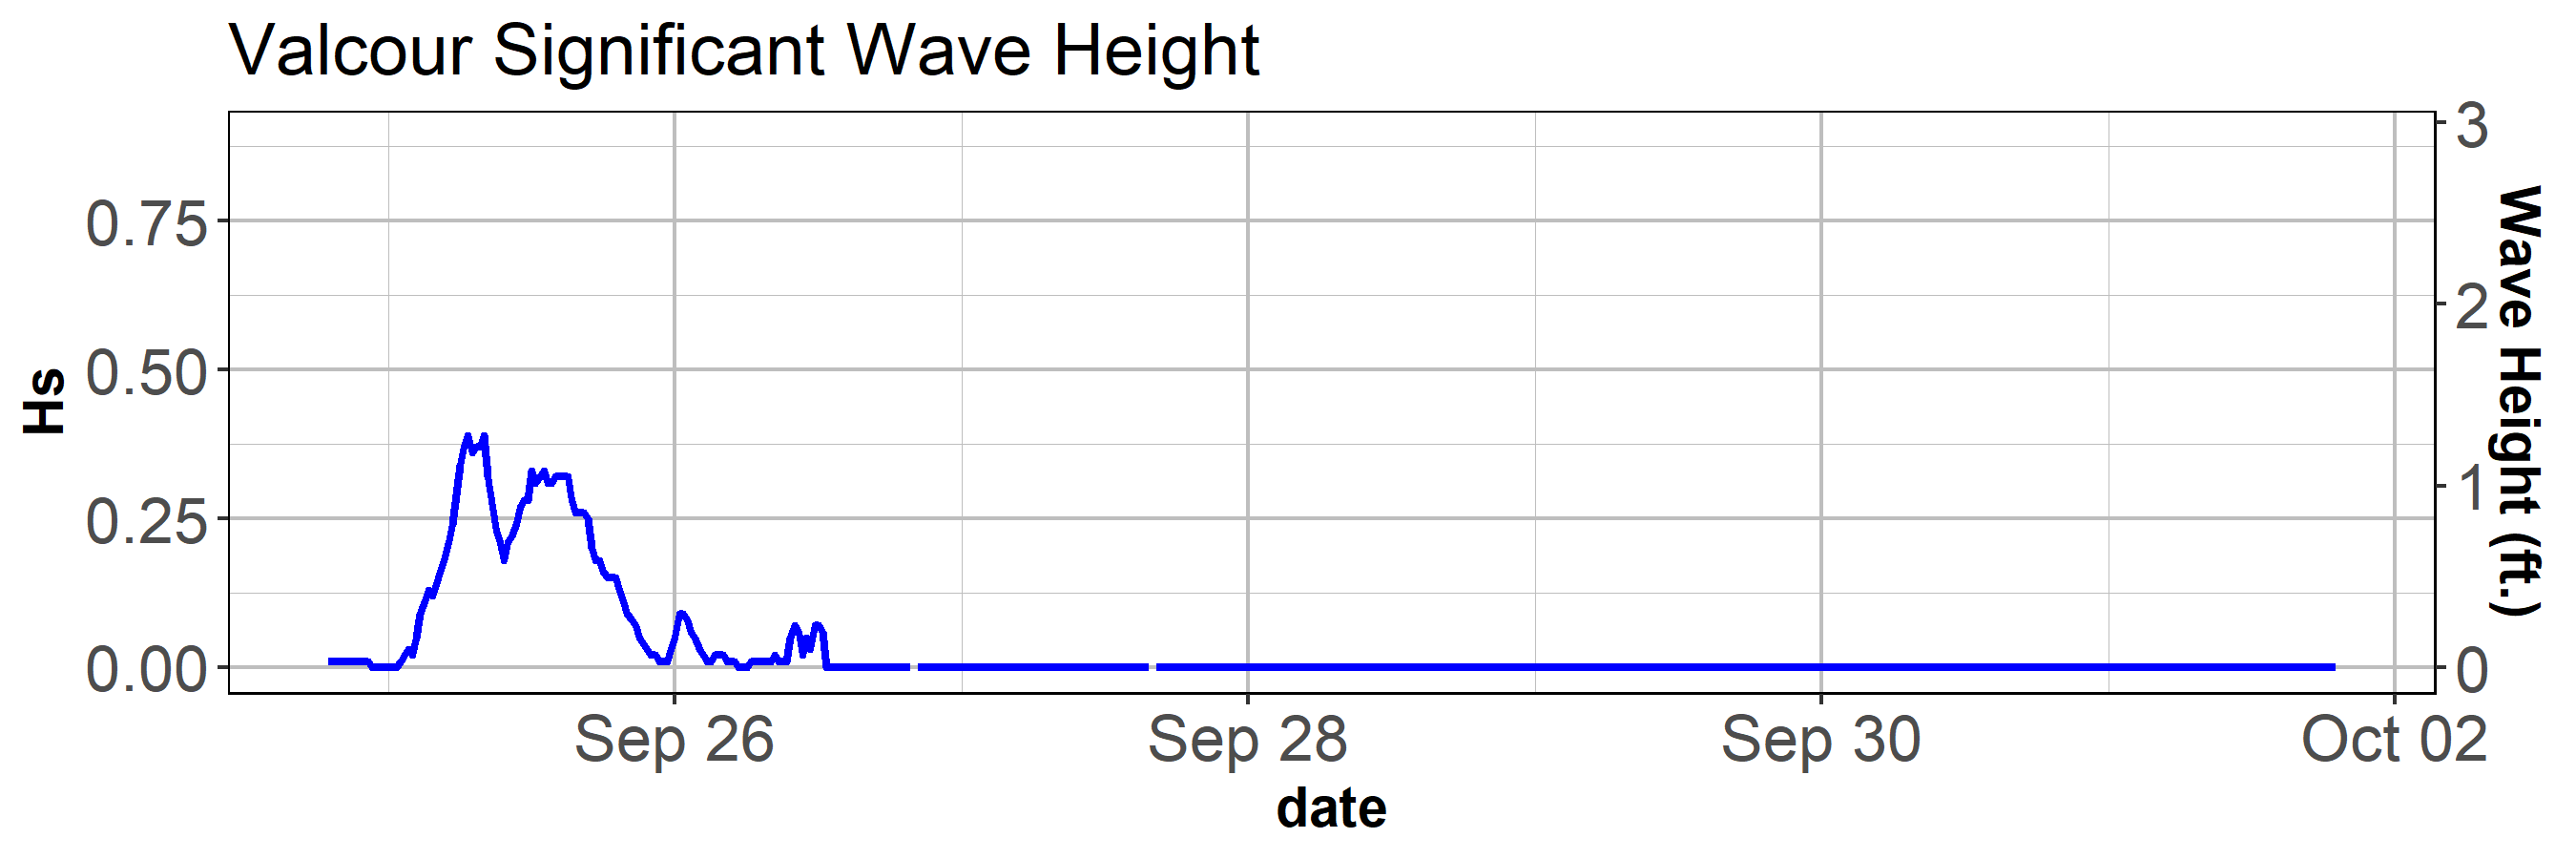 Valcour Significant Wave Height
Hs
0.75
0.50
0.25
0.00
3
2
1
0
Wave Height (ft.)
Sep 26
Sep 28
Sep 30
Oct 02
date